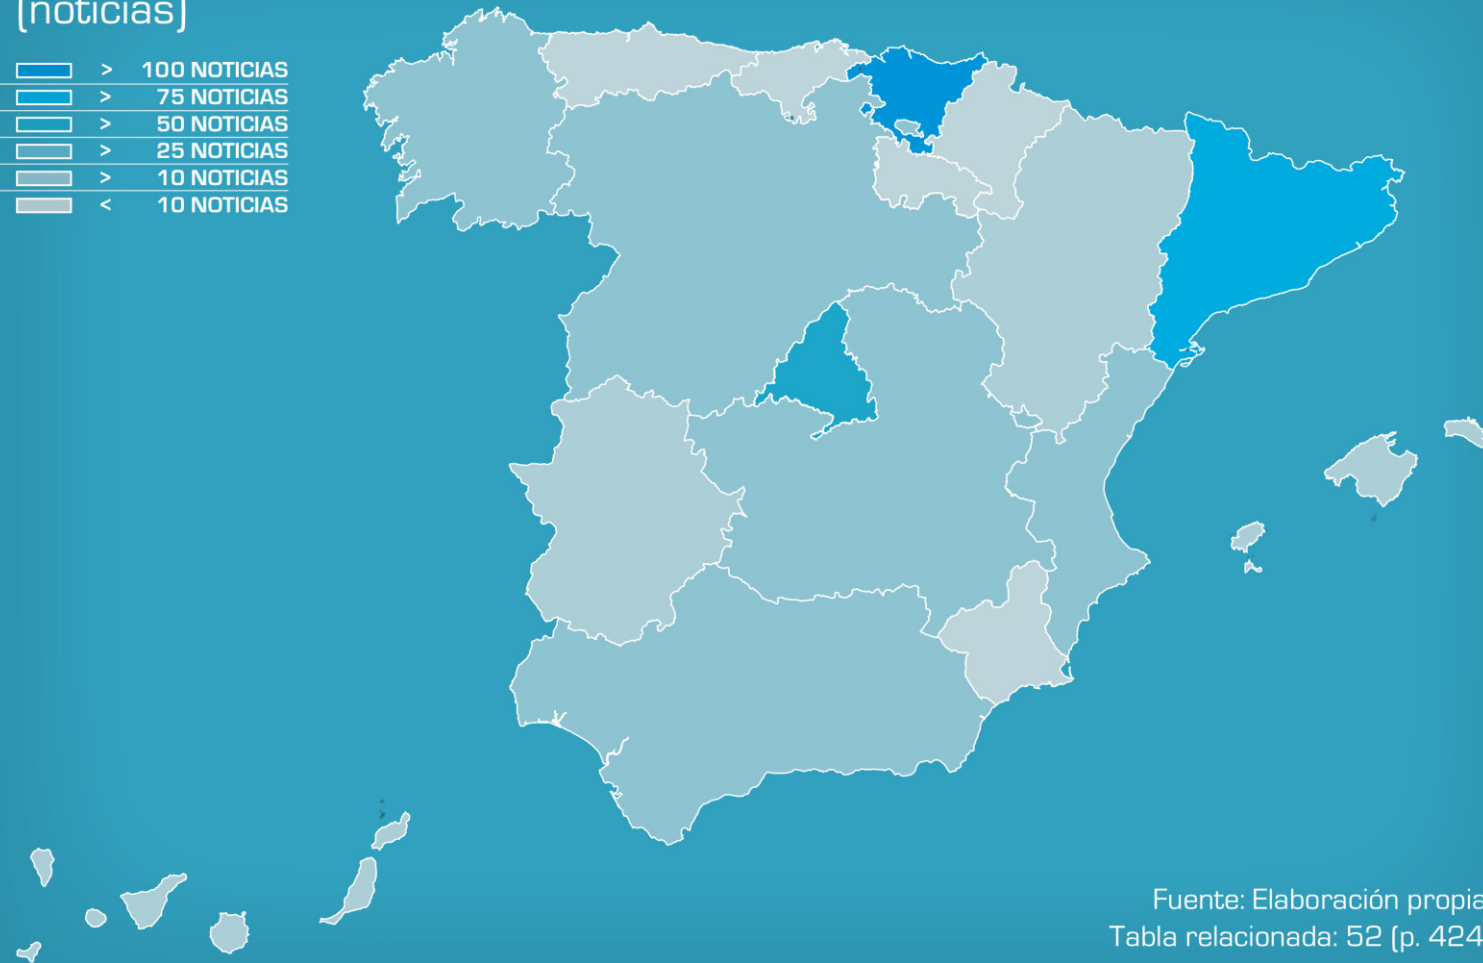 (noticias)
> 100 NOTICIAS
> 75 NOTICIAS
> 50 NOTICIAS
> 25 NOTICIAS
> 10 NOTICIAS
< 10 NOTICIAS
Fuente: Elaboración propia
Tabla relacionada: 52 (p. 424